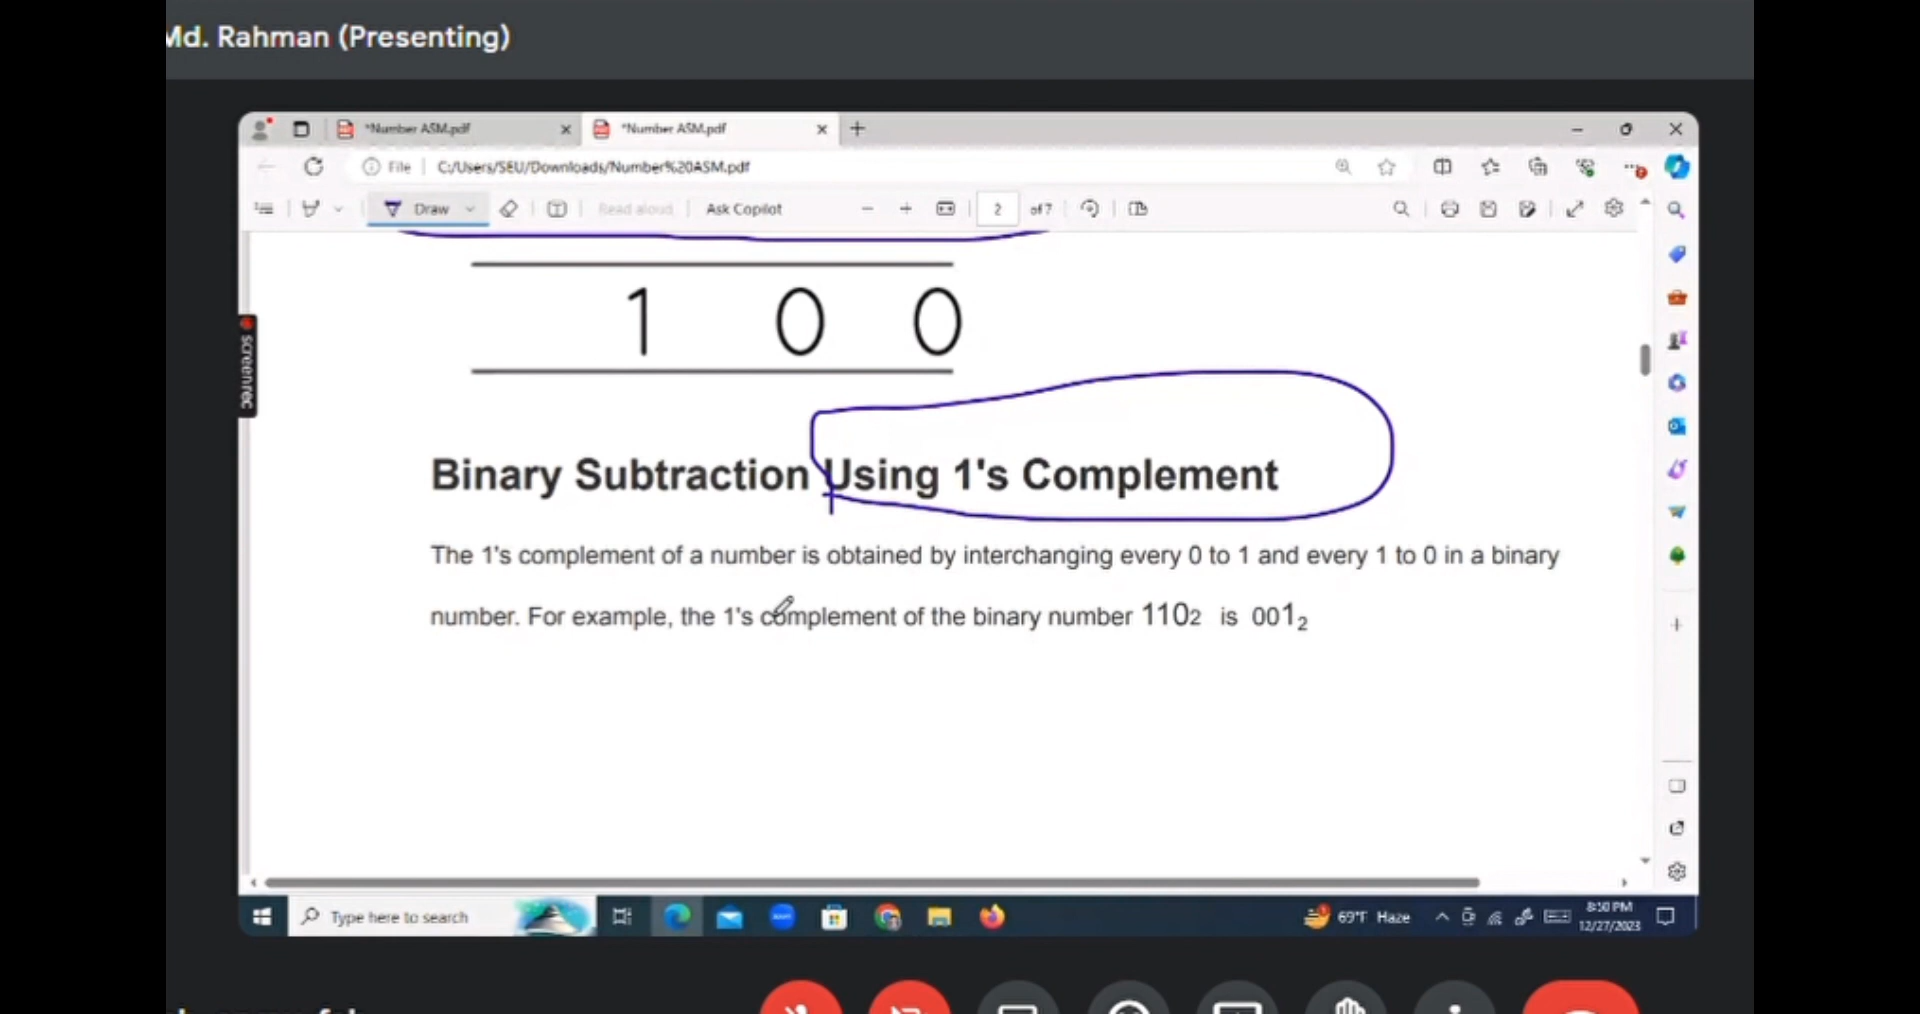 Md. Rahman (Presenting)
*Number ASM.pdf
*Number ASM.pdf
File
C:/Users/SEU/Downloads/Number%20ASM.pdf
Draw
Read aloud
Ask Copilot
2
of 7
1 0 0
screenrec
Binary Subtraction Using 1's Complement
The 1's complement of a number is obtained by interchanging every 0 to 1 and every 1 to 0 in a binary
number. For example, the 1's complement of the binary number 110₂ is 001₂
Type here to search
69°F Haze
8:50 PM
12/27/2023